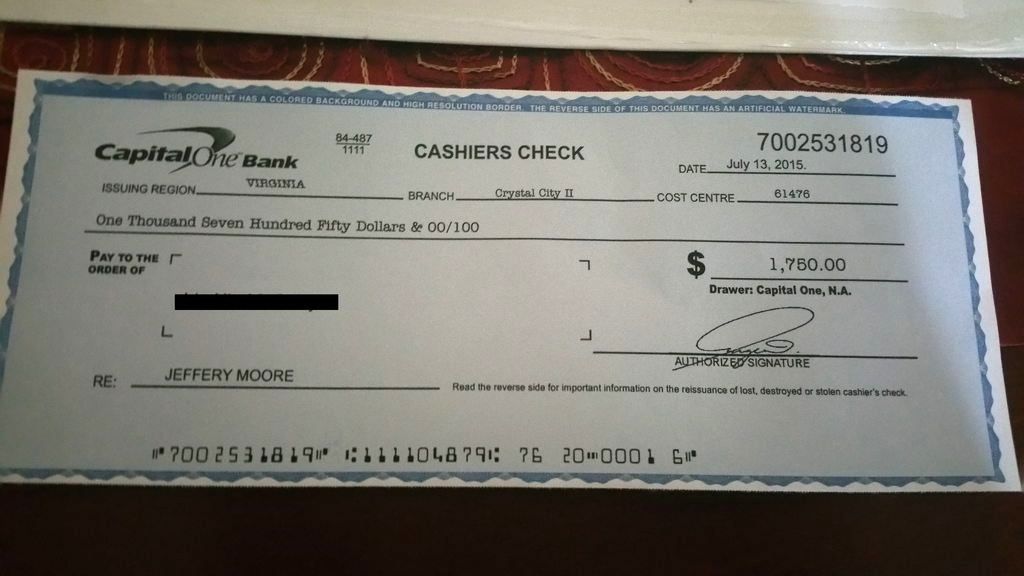 THIS DOCUMENT HAS A COLORED BACKGROUND AND HIGH RESOLUTION BORDER. THE REVERSE SIDE OF THIS DOCUMENT HAS AN ARTIFICIAL WATERMARK.
Capital One Bank
84-487
1111
CASHIERS CHECK
7002531819
DATE July 13, 2015.
ISSUING REGION VIRGINIA BRANCH Crystal City II COST CENTRE 61476
One Thousand Seven Hundred Fifty Dollars & 00/100
PAY TO THE
ORDER OF
$ 1,750.00
Drawer: Capital One, N.A.
AUTHORIZED SIGNATURE
RE: JEFFERY MOORE
Read the reverse side for important information on the reissuance of lost, destroyed or stolen cashier's check.
⑈7002531819⑈ ⑆111104879⑆ 76 20⑉0001 6⑈